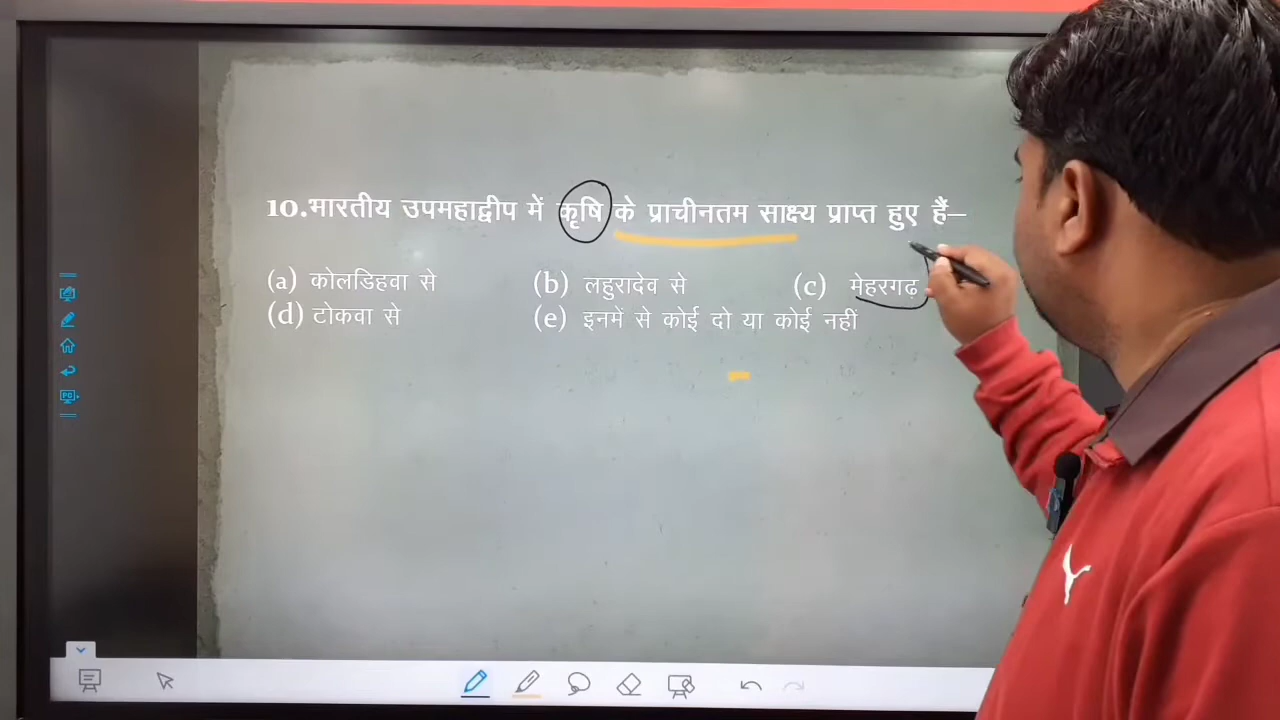 10.भारतीय उपमहाद्वीप में कृषि के प्राचीनतम साक्ष्य प्राप्त हुए हैं–
(a) कोलडिहवा से (b) लहुरादेव से (c) मेहरगढ़
(d) टोकवा से (e) इनमें से कोई दो या कोई नहीं